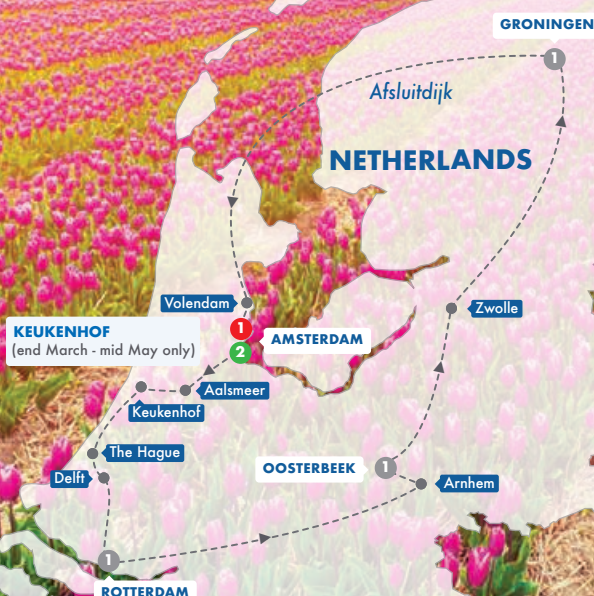 GRONINGEN
1
Afsluitdijk
NETHERLANDS
Volendam
Zwolle
1
KEUKENHOF
(end March - mid May only)
AMSTERDAM
2
Aalsmeer
Keukenhof
The Hague
OOSTERBEEK
1
Delft
Arnhem
1
ROTTERDAM